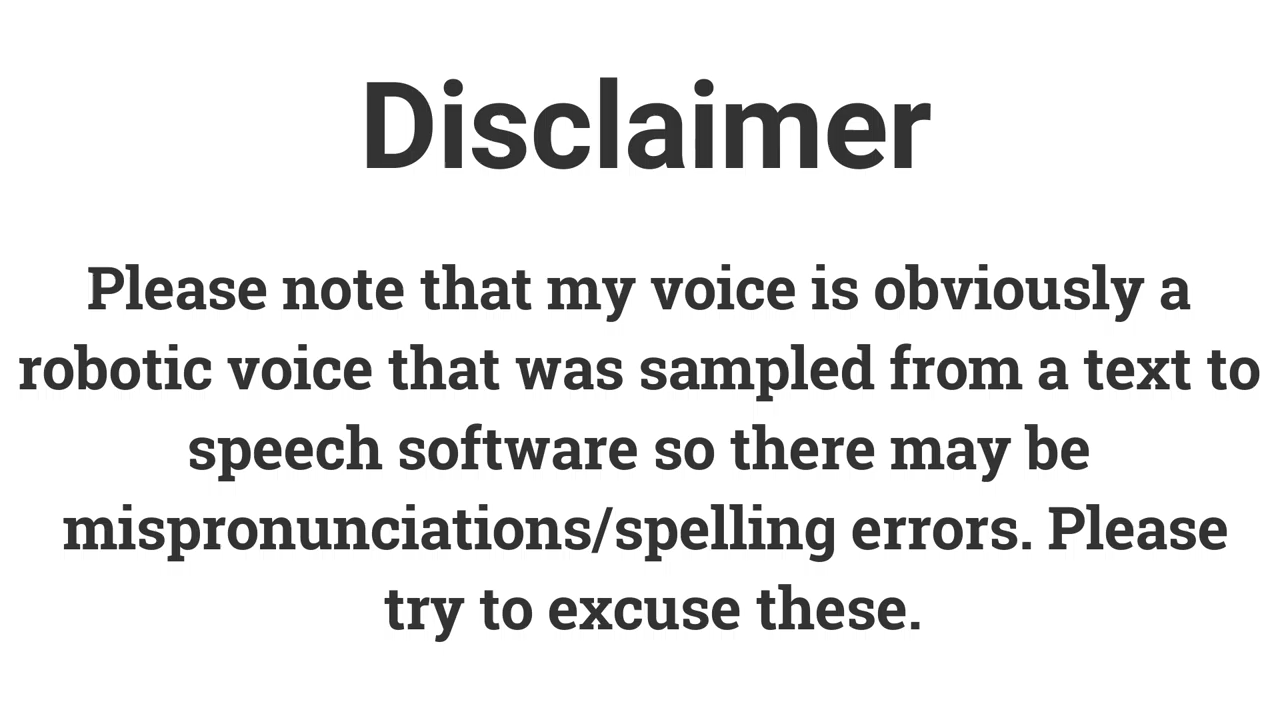 Disclaimer
Please note that my voice is obviously a
robotic voice that was sampled from a text to
speech software so there may be
mispronunciations/spelling errors. Please
try to excuse these.